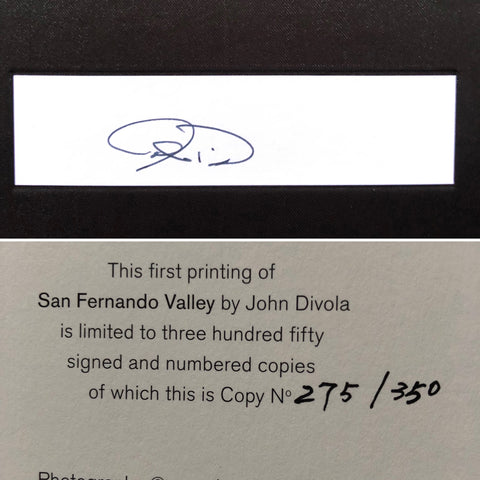 This first printing of
San Fernando Valley by John Divola
is limited to three hundred fifty
signed and numbered copies
of which this is Copy Nº 275/350